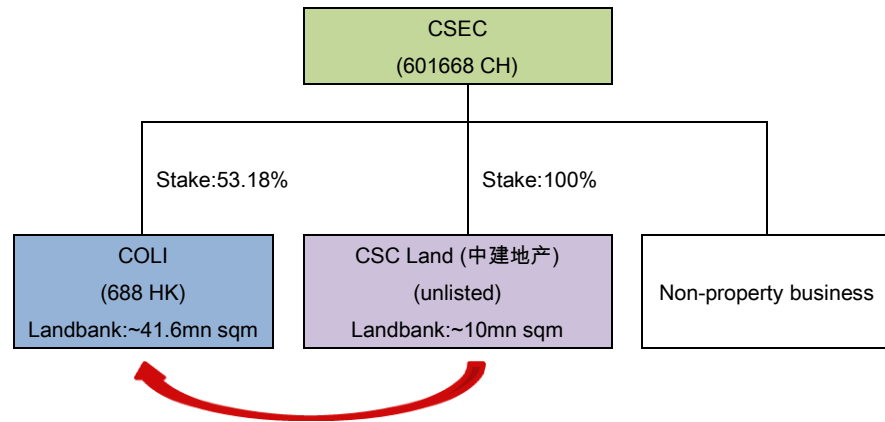 CSEC
(601668 CH)
Stake:53.18%
Stake:100%
COLI
(688 HK)
Landbank:~41.6mn sqm
CSC Land (中建地产)
(unlisted)
Landbank:~10mn sqm
Non-property business